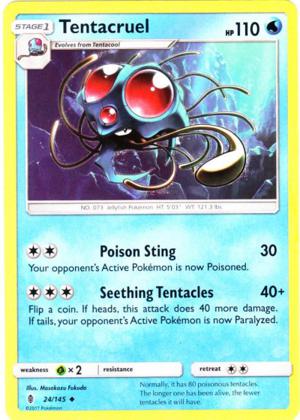 STAGE 1
Tentacruel
HP 110
Evolves from Tentacool
NO. 073 Jellyfish Pokémon HT: 5'03" WT: 121.3 lbs.
Poison Sting 30
Your opponent's Active Pokémon is now Poisoned.
Seething Tentacles 40+
Flip a coin. If heads, this attack does 40 more damage.
If tails, your opponent's Active Pokémon is now Paralyzed.
weakness × 2 resistance retreat
Illus. Masakazu Fukuda
24/145
©2017 Pokémon
Normally, it has 80 poisonous tentacles.
The longer one has been alive, the fewer
tentacles it will have.